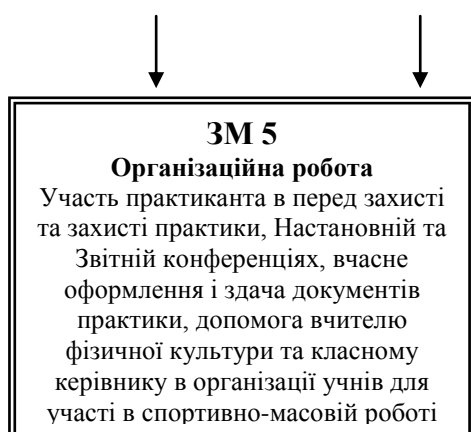 ЗМ 5
Організаційна робота
Участь практиканта в перед захисті
та захисті практики, Настановній та
Звітній конференціях, вчасне
оформлення і здача документів
практики, допомога вчителю
фізичної культури та класному
керівнику в організації учнів для
участі в спортивно-масовій роботі